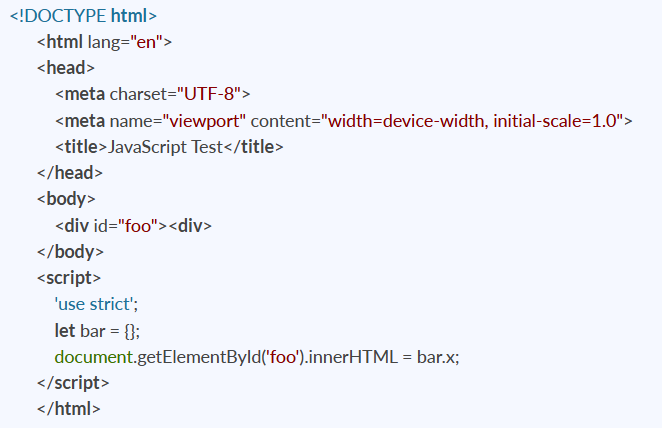 <!DOCTYPE html>
<html lang="en">
<head>
<meta charset="UTF-8">
<meta name="viewport" content="width=device-width, initial-scale=1.0">
<title>JavaScript Test</title>
</head>
<body>
<div id="foo"><div>
</body>
<script>
'use strict';
let bar = {};
document.getElementById('foo').innerHTML = bar.x;
</script>
</html>